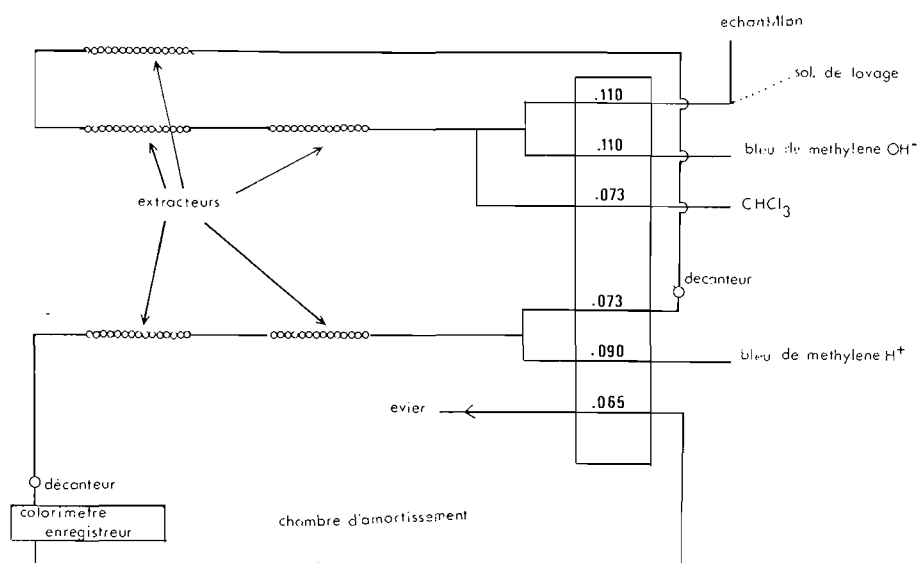 echantillon
sol. de lavage
.110
.110
bleu de methylene OH⁻
.073
CHCl₃
extracteurs
decanteur
.073
.090
bleu de methylene H⁺
.065
evier
décanteur
colorimetre
enregistreur
chambre d'amortissement